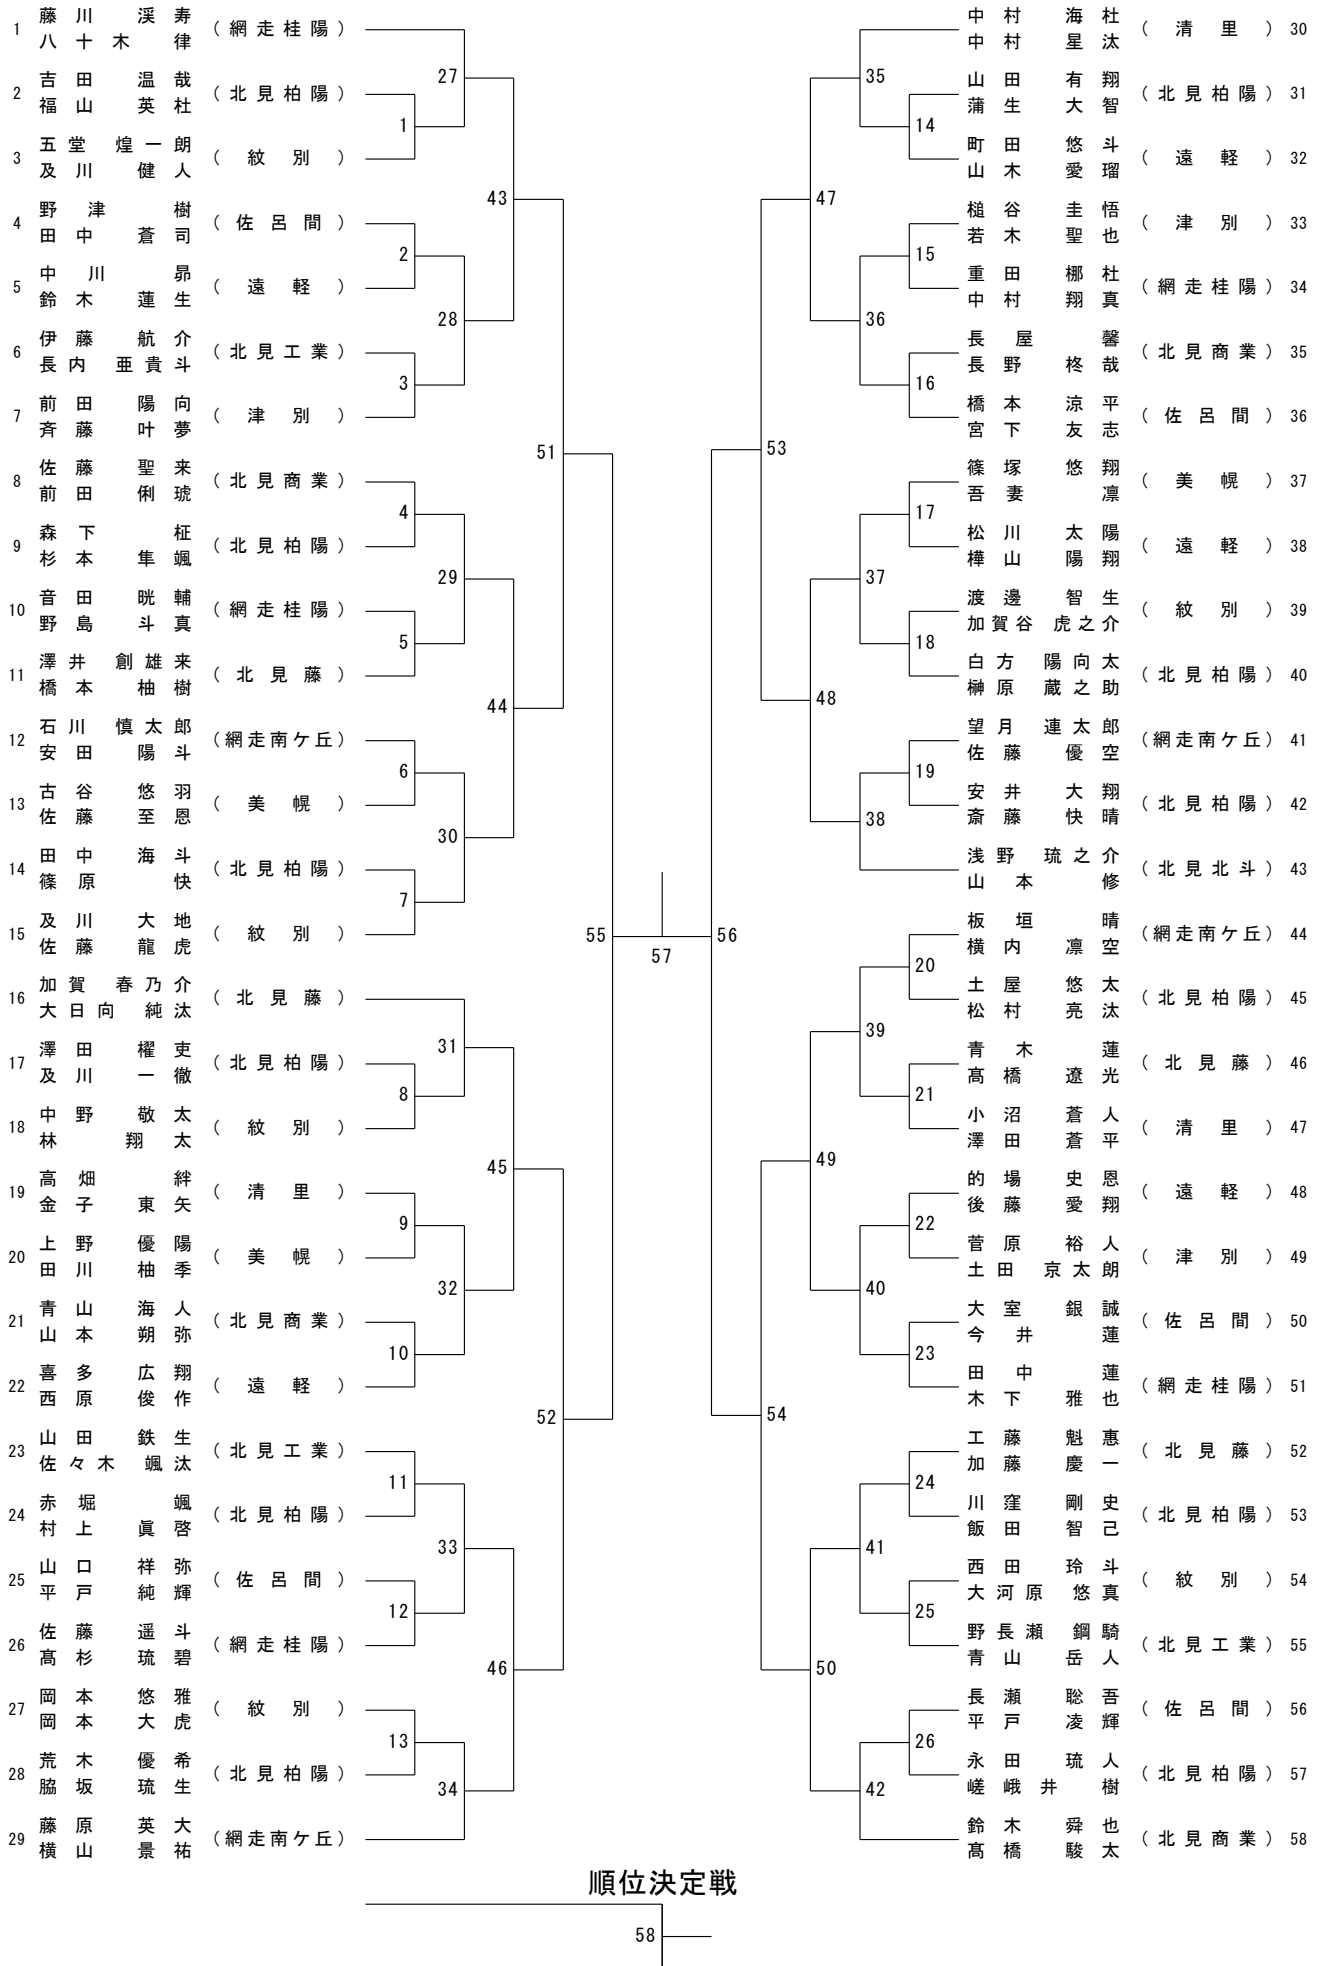 1 藤川 渓寿 (網走桂陽)
八十木 律
2 吉田 温哉 (北見柏陽)
福山 英杜
3 五堂 煌一朗 (紋別)
及川 健人
4 野津 樹 (佐呂間)
田中 蒼司
5 中川 昴 (遠軽)
鈴木 蓮生
6 伊藤 航介 (北見工業)
長内 亜貴斗
7 前田 陽向 (津別)
斉藤 叶夢
8 佐藤 聖来 (北見商業)
前田 俐琥
9 森下 柾 (北見柏陽)
杉本 隼颯
10 音田 晄輔 (網走桂陽)
野島 斗真
11 澤井 創雄来 (北見藤)
橋本 柚樹
12 石川 慎太郎 (網走南ケ丘)
安田 陽斗
13 古谷 悠羽 (美幌)
佐藤 至恩
14 田中 海斗 (北見柏陽)
篠原 快
15 及川 大地 (紋別)
佐藤 龍虎
16 加賀 春乃介 (北見藤)
大日向 純汰
17 澤田 櫂吏 (北見柏陽)
及川 一徹
18 中野 敬太 (紋別)
林 翔太
19 高畑 絆 (清里)
金子 東矢
20 上野 優陽 (美幌)
田川 柚季
21 青山 海人 (北見商業)
山本 朔弥
22 喜多 広翔 (遠軽)
西原 俊作
23 山田 鉄生 (北見工業)
佐々木 颯汰
24 赤堀 颯 (北見柏陽)
村上 眞啓
25 山口 祥弥 (佐呂間)
平戸 純輝
26 佐藤 遥斗 (網走桂陽)
髙杉 琉碧
27 岡本 悠雅 (紋別)
岡本 大虎
28 荒木 優希 (北見柏陽)
脇坂 琉生
29 藤原 英大 (網走南ケ丘)
横山 景祐
27
1
43
2
28
3
51
4
29
5
44
6
30
7
55
31
8
45
9
32
10
52
11
33
12
46
13
34
57
56
35
14
47
15
36
16
53
17
37
18
48
19
38
20
39
21
49
22
40
23
54
24
41
25
50
26
42
中村 海杜 (清里) 30
中村 星汰
山田 有翔 (北見柏陽) 31
蒲生 大智
町田 悠斗 (遠軽) 32
山木 愛瑠
槌谷 圭悟 (津別) 33
若木 聖也
重田 梛杜 (網走桂陽) 34
中村 翔真
長屋 馨 (北見商業) 35
長野 柊哉
橋本 涼平 (佐呂間) 36
宮下 友志
篠塚 悠翔 (美幌) 37
吾妻 凛
松川 太陽 (遠軽) 38
樺山 陽翔
渡邊 智生 (紋別) 39
加賀谷 虎之介
白方 陽向太 (北見柏陽) 40
榊原 蔵之助
望月 連太郎 (網走南ケ丘) 41
佐藤 優空
安井 大翔 (北見柏陽) 42
斎藤 快晴
浅野 琉之介 (北見北斗) 43
山本 修
板垣 晴 (網走南ケ丘) 44
横内 凛空
土屋 悠太 (北見柏陽) 45
松村 亮汰
青木 蓮 (北見藤) 46
髙橋 遼光
小沼 蒼人 (清里) 47
澤田 蒼平
的場 史恩 (遠軽) 48
後藤 愛翔
菅原 裕人 (津別) 49
土田 京太朗
大室 銀誠 (佐呂間) 50
今井 蓮
田中 蓮 (網走桂陽) 51
木下 雅也
工藤 魁惠 (北見藤) 52
加藤 慶一
川窪 剛史 (北見柏陽) 53
飯田 智己
西田 玲斗 (紋別) 54
大河原 悠真
野長瀬 鋼騎 (北見工業) 55
青山 岳人
長瀬 聡吾 (佐呂間) 56
平戸 凌輝
永田 琉人 (北見柏陽) 57
嵯峨井 樹
鈴木 舜也 (北見商業) 58
髙橋 駿太
順位決定戦
58